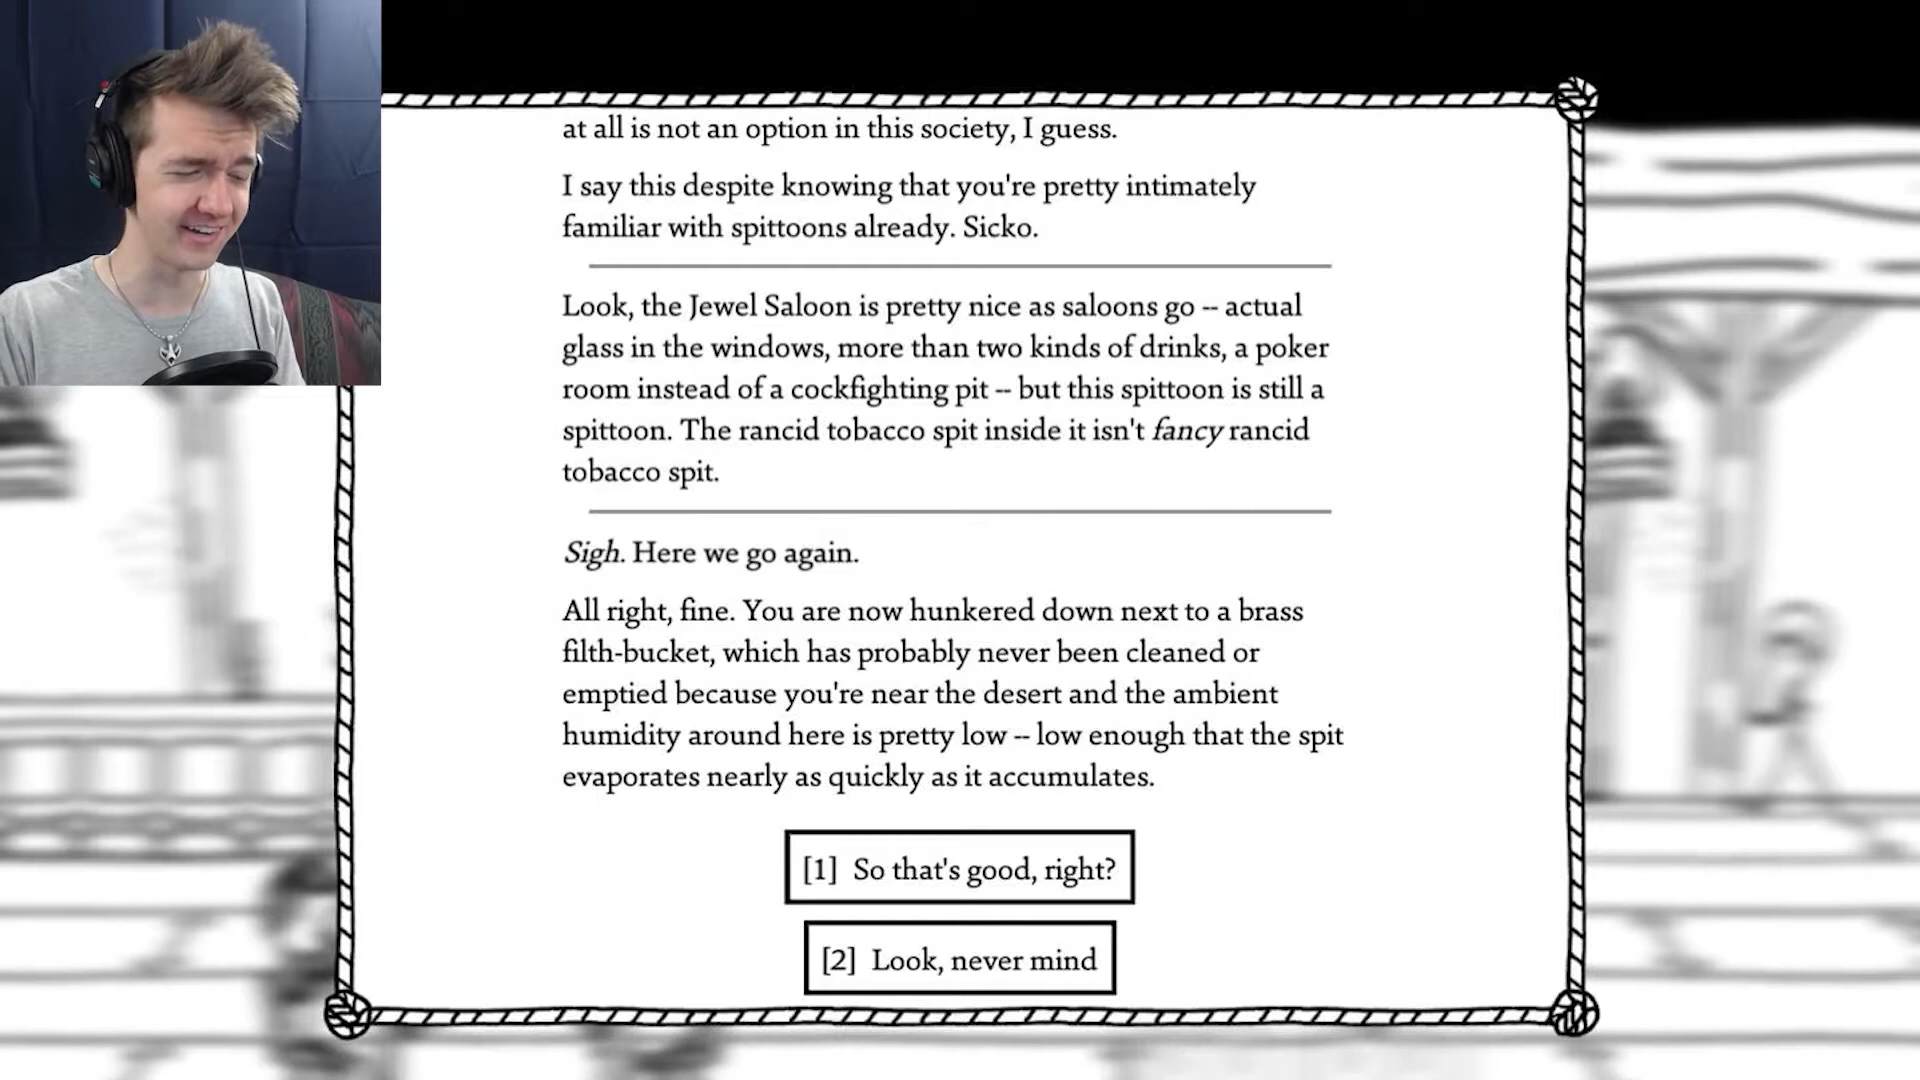 at all is not an option in this society, I guess.
I say this despite knowing that you're pretty intimately
familiar with spittoons already. Sicko.
Look, the Jewel Saloon is pretty nice as saloons go -- actual
glass in the windows, more than two kinds of drinks, a poker
room instead of a cockfighting pit -- but this spittoon is still a
spittoon. The rancid tobacco spit inside it isn't fancy rancid
tobacco spit.
Sigh. Here we go again.
All right, fine. You are now hunkered down next to a brass
filth-bucket, which has probably never been cleaned or
emptied because you're near the desert and the ambient
humidity around here is pretty low -- low enough that the spit
evaporates nearly as quickly as it accumulates.
[1] So that's good, right?
[2] Look, never mind